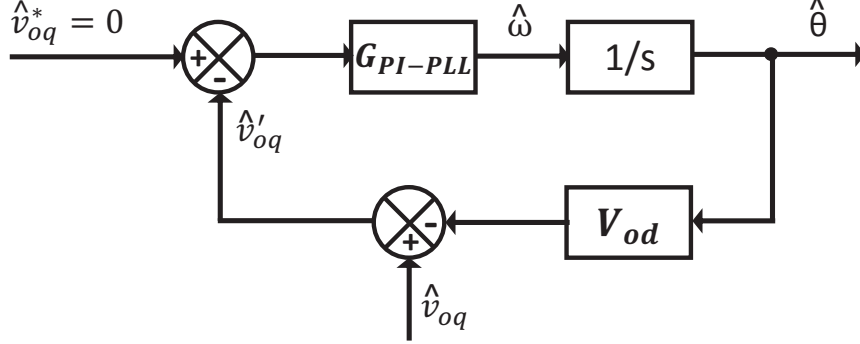 v̂*ₒq = 0
ω̂
θ̂
+
-
G_PI−PLL
1/s
v̂′ₒq
V_od
-
+
v̂ₒq